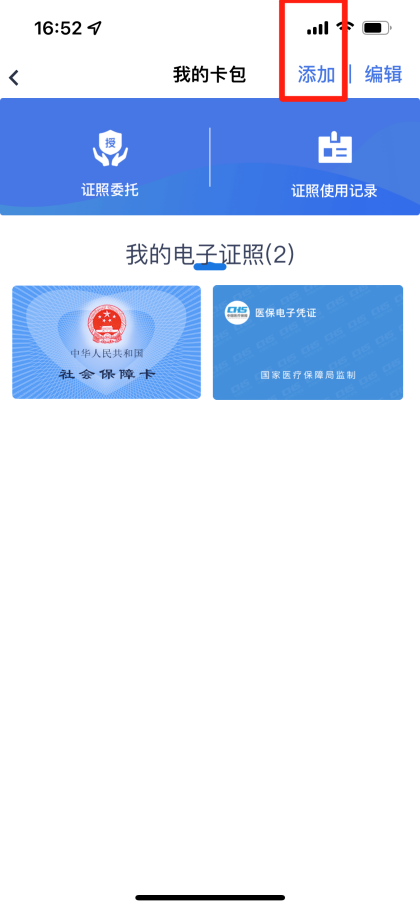 16:52
我的卡包
添加
编辑
授
证照委托
证照使用记录
我的电子证照(2)
中华人民共和国
社会保障卡
CHS
医保电子凭证
国家医疗保障局监制